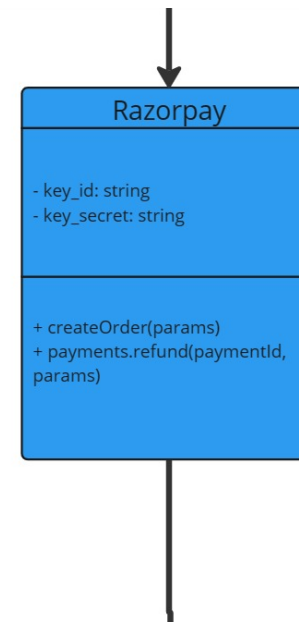 Razorpay
- key_id: string
- key_secret: string
+ createOrder(params)
+ payments.refund(paymentId,
params)